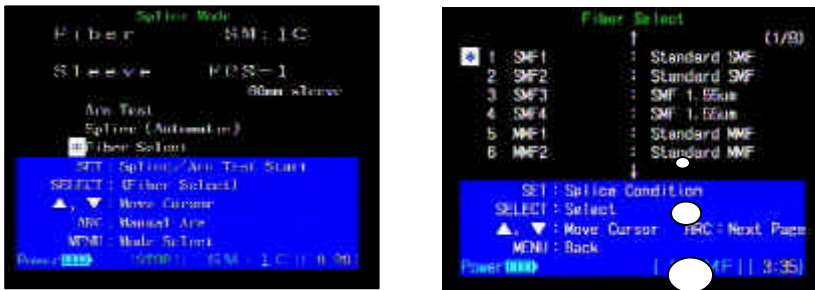 Splice Mode
Fiber SM:1C
Sleeve FPS-1
60mm sleeve
Arc Test
Splice (Automatic)
Fiber Select
SET : Splice/Arc Test Start
SELECT : (Fiber Select)
▲, ▼ : Move Cursor
ARC : Manual Arc
MENU : Mode Select
Power [STOP]
Fiber Select
↑ (1/8)
* 1 SMF1 : Standard SMF
2 SMF2 : Standard SMF
3 SMF3 : SMF 1.55um
4 SMF4 : SMF 1.55um
5 MMF1 : Standard MMF
6 MMF2 : Standard MMF
↓
SET : Splice Condition
SELECT : Select
▲, ▼ : Move Cursor ARC : Next Page
MENU : Back
Power 3:35]